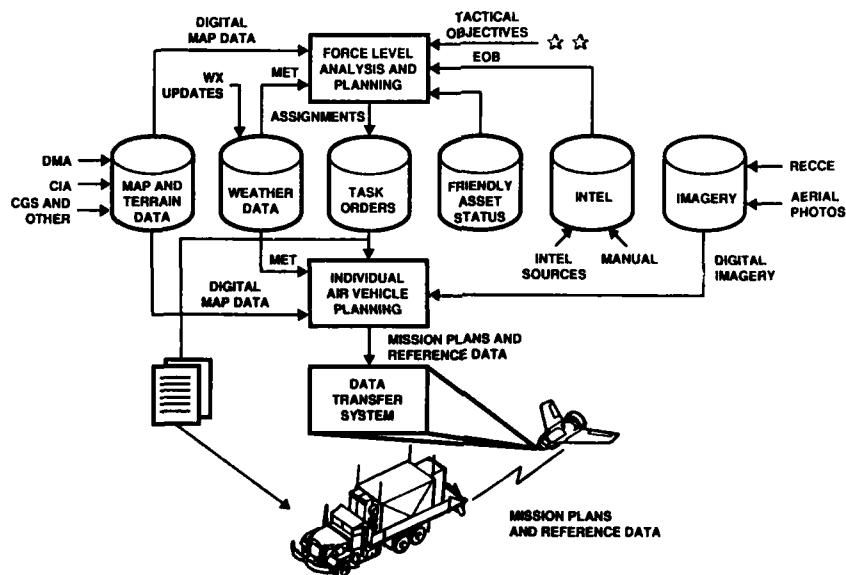 DIGITAL
MAP DATA
TACTICAL
OBJECTIVES
FORCE LEVEL
ANALYSIS AND
PLANNING
EOB
WX
UPDATES
MET
ASSIGNMENTS
DMA
CIA
CGS AND
OTHER
MAP AND
TERRAIN
DATA
WEATHER
DATA
TASK
ORDERS
FRIENDLY
ASSET
STATUS
INTEL
IMAGERY
RECCE
AERIAL
PHOTOS
MET
DIGITAL
MAP DATA
INDIVIDUAL
AIR VEHICLE
PLANNING
INTEL
SOURCES
MANUAL
DIGITAL
IMAGERY
MISSION PLANS AND
REFERENCE DATA
DATA
TRANSFER
SYSTEM
MISSION PLANS
AND REFERENCE DATA